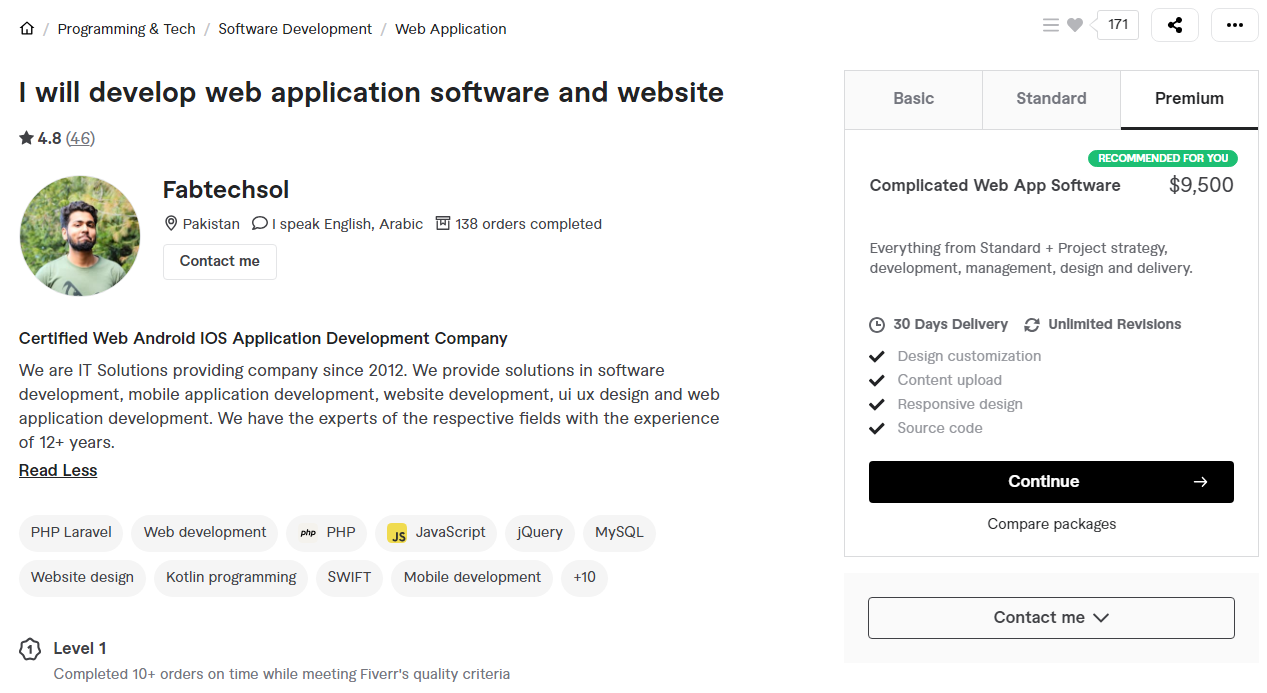 Programming & Tech / Software Development / Web Application
171
I will develop web application software and website
4.8 (46)
Fabtechsol
Pakistan I speak English, Arabic 138 orders completed
Contact me
Certified Web Android IOS Application Development Company
We are IT Solutions providing company since 2012. We provide solutions in software
development, mobile application development, website development, ui ux design and web
application development. We have the experts of the respective fields with the experience
of 12+ years.
Read Less
PHP Laravel Web development php PHP JS JavaScript jQuery MySQL
Website design Kotlin programming SWIFT Mobile development +10
1 Level 1
Completed 10+ orders on time while meeting Fiverr's quality criteria
Basic Standard Premium
RECOMMENDED FOR YOU
Complicated Web App Software $9,500
Everything from Standard + Project strategy,
development, management, design and delivery.
30 Days Delivery Unlimited Revisions
Design customization
Content upload
Responsive design
Source code
Continue →
Compare packages
Contact me